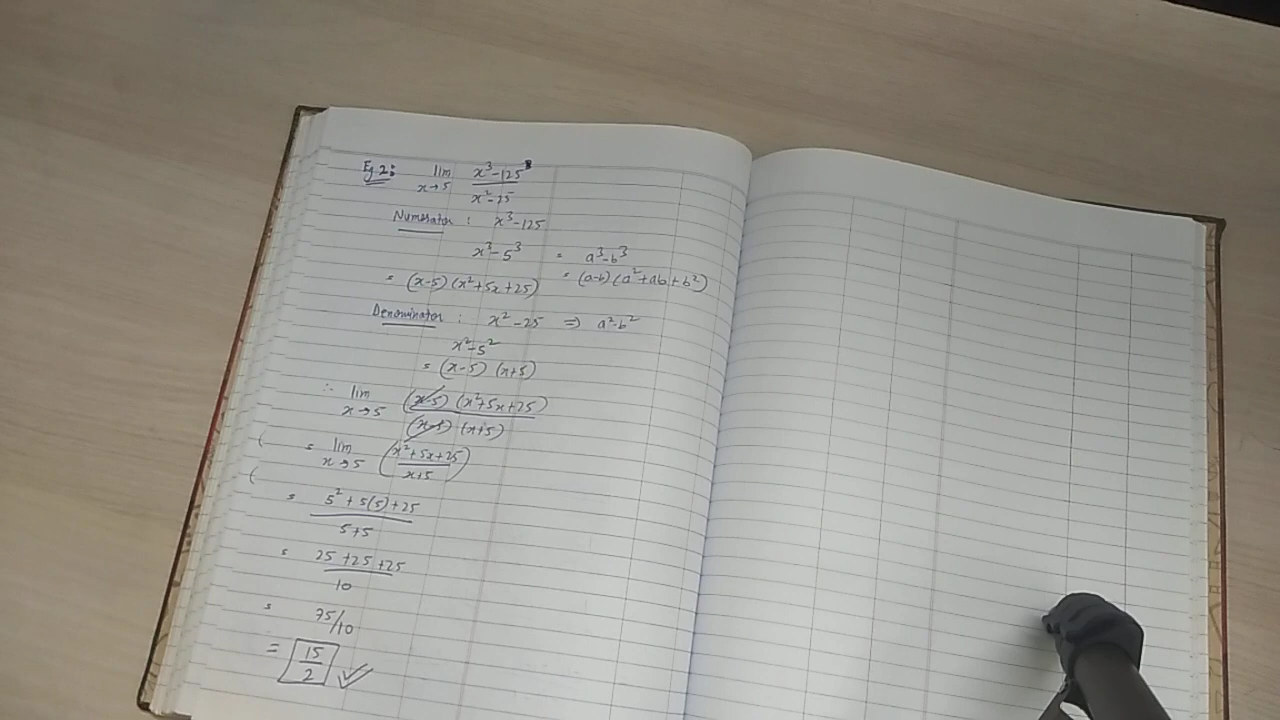 Eg 2: lim x→5 x³-125 / x²-25
Numerator : x³-125
x³-5³ = a³-b³
= (x-5) (x²+5x+25) = (a-b) (a²+ab+b²)
Denominator : x²-25 ⇒ a²-b²
x²-5²
= (x-5) (x+5)
∴ lim x→5 (x-5) (x²+5x+25) / (x-5) (x+5)
= lim x→5 (x²+5x+25 / x+5)
= 5²+5(5)+25 / 5+5
= 25+25+25 / 10
= 75/10
= 15/2